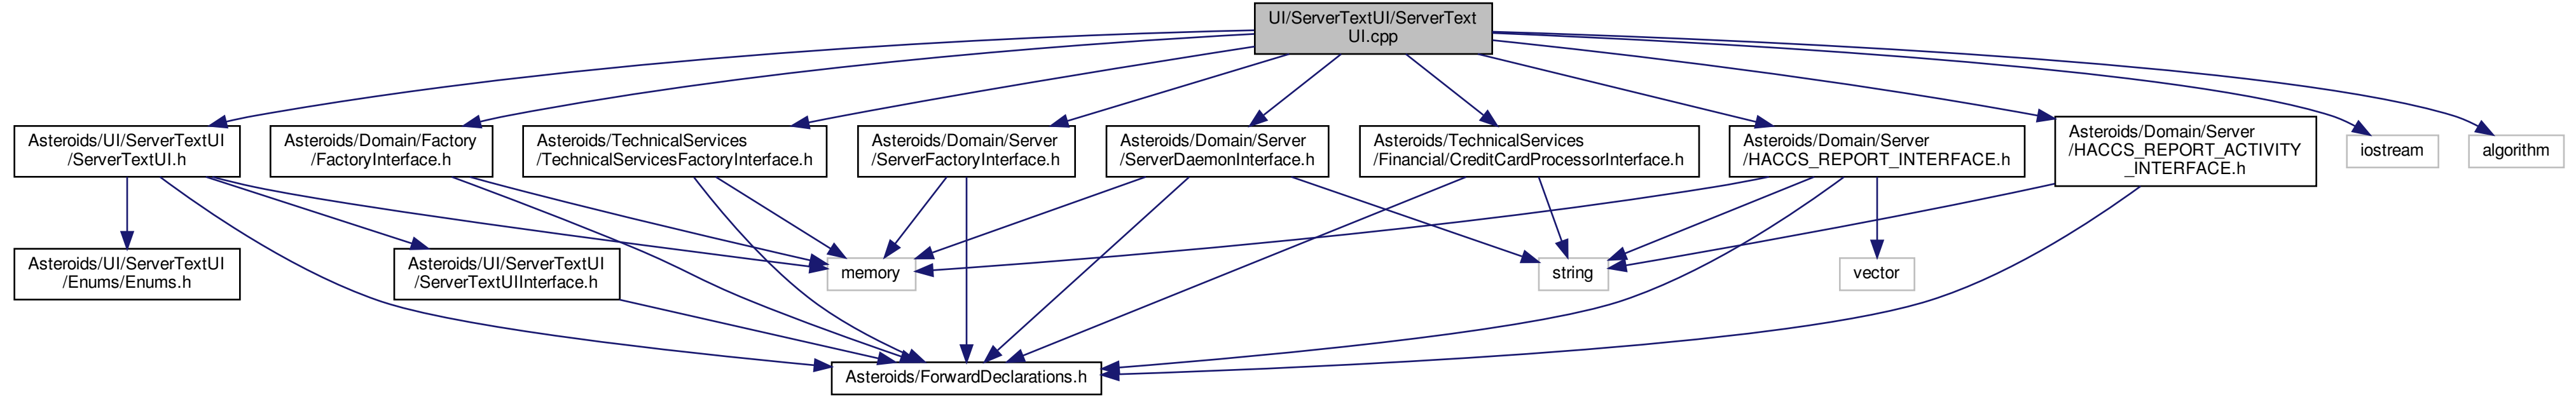 UI/ServerTextUI/ServerText
UI.cpp
Asteroids/UI/ServerTextUI
/ServerTextUI.h
Asteroids/Domain/Factory
/FactoryInterface.h
Asteroids/TechnicalServices
/TechnicalServicesFactoryInterface.h
Asteroids/Domain/Server
/ServerFactoryInterface.h
Asteroids/Domain/Server
/ServerDaemonInterface.h
Asteroids/TechnicalServices
/Financial/CreditCardProcessorInterface.h
Asteroids/Domain/Server
/HACCS_REPORT_INTERFACE.h
Asteroids/Domain/Server
/HACCS_REPORT_ACTIVITY
_INTERFACE.h
iostream
algorithm
Asteroids/UI/ServerTextUI
/Enums/Enums.h
Asteroids/UI/ServerTextUI
/ServerTextUIInterface.h
memory
string
vector
Asteroids/ForwardDeclarations.h